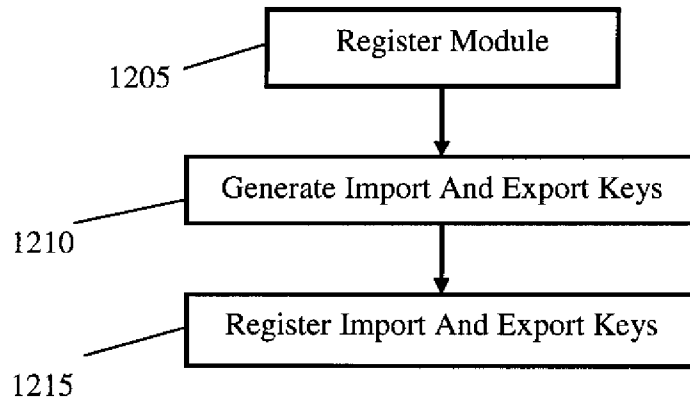 Register Module
1205
Generate Import And Export Keys
1210
Register Import And Export Keys
1215